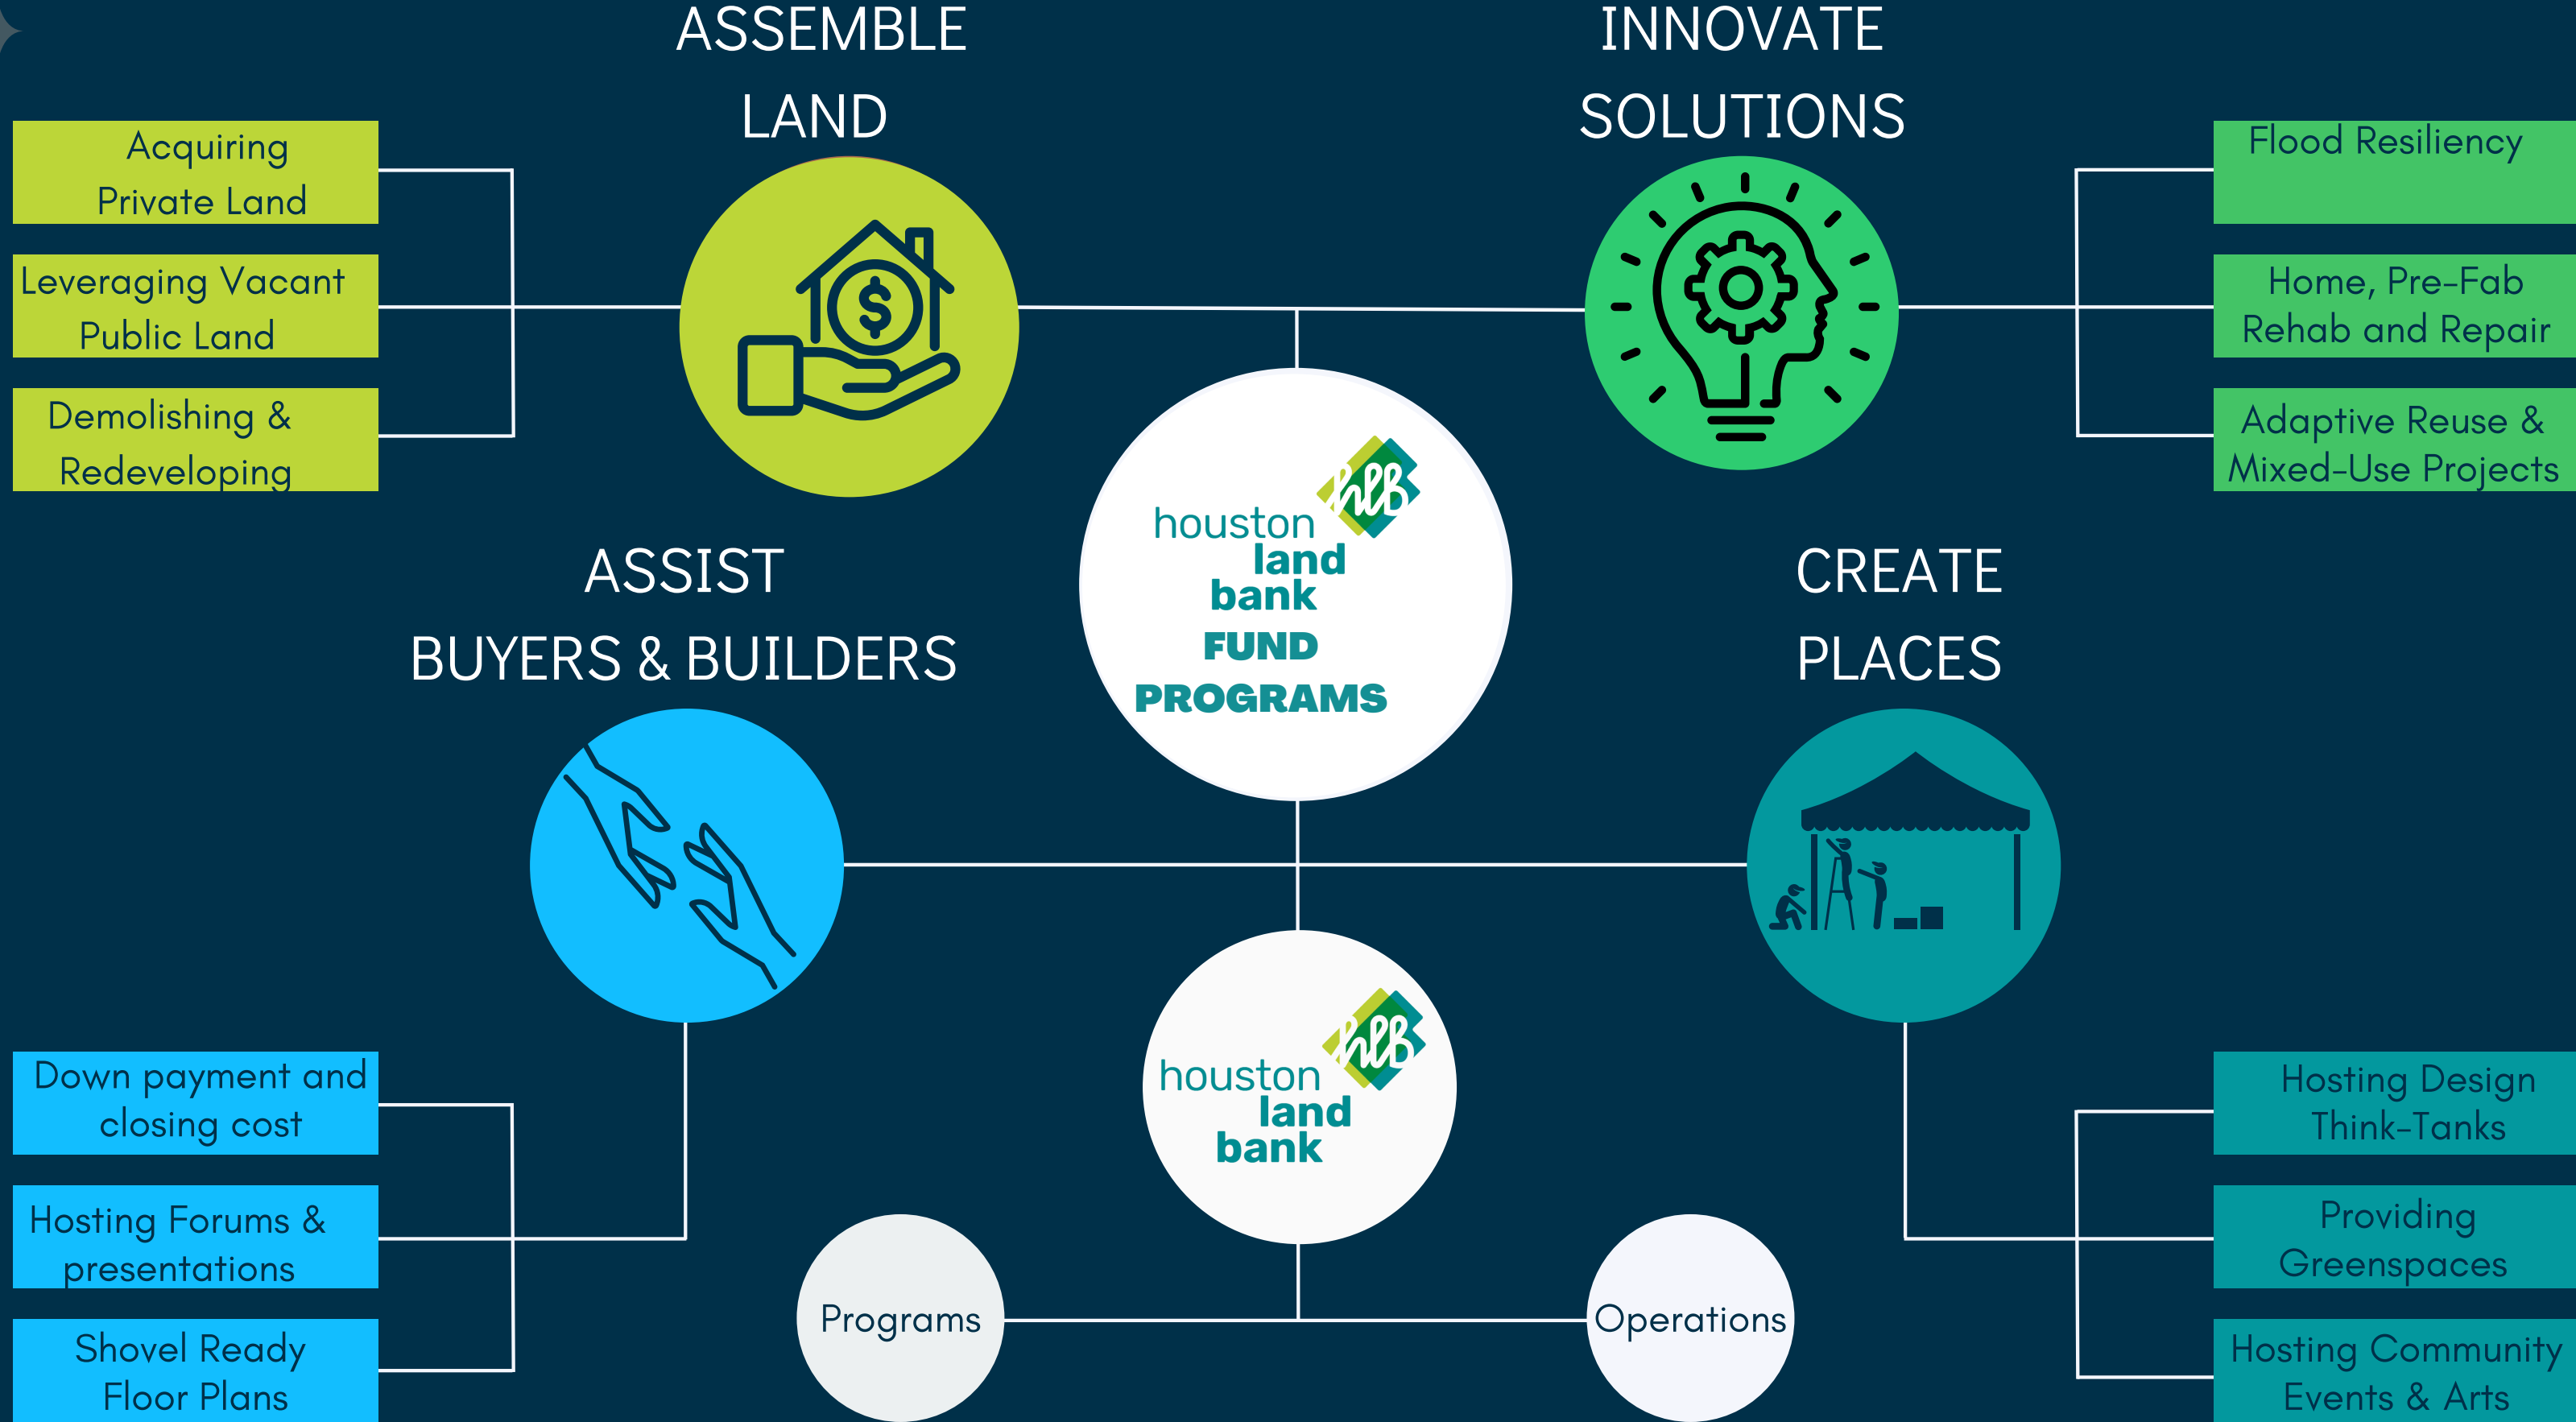 ASSEMBLE
LAND
INNOVATE
SOLUTIONS
Acquiring
Private Land
Leveraging Vacant
Public Land
Demolishing &
Redeveloping
Flood Resiliency
Home, Pre-Fab
Rehab and Repair
Adaptive Reuse &
Mixed-Use Projects
hlB
houston
land
bank
FUND
PROGRAMS
ASSIST
BUYERS & BUILDERS
CREATE
PLACES
Down payment and
closing cost
Hosting Forums &
presentations
Shovel Ready
Floor Plans
hlB
houston
land
bank
Programs
Operations
Hosting Design
Think-Tanks
Providing
Greenspaces
Hosting Community
Events & Arts